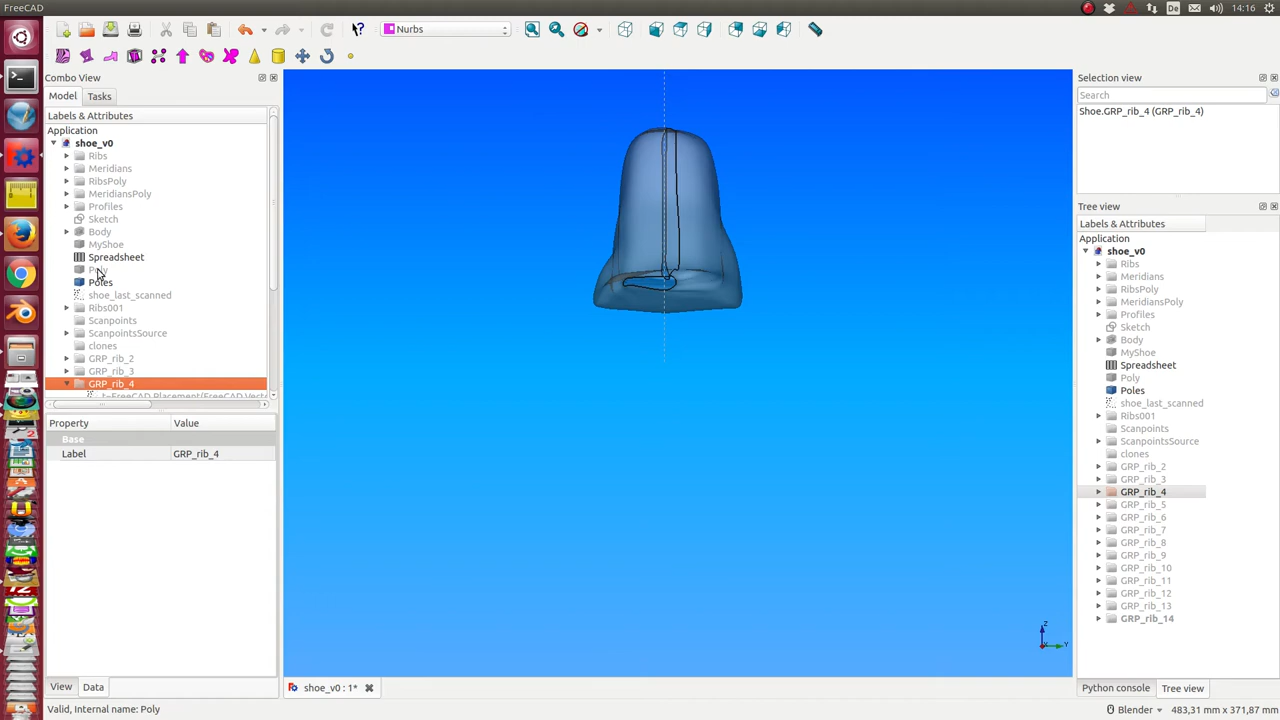 FreeCAD
De
14:16
Nurbs
Combo View
Model
Tasks
Labels & Attributes
Application
shoe_v0
Ribs
Meridians
RibsPoly
MeridiansPoly
Profiles
Sketch
Body
MyShoe
Spreadsheet
Poly
Poles
shoe_last_scanned
Ribs001
Scanpoints
ScanpointsSource
clones
GRP_rib_2
GRP_rib_3
GRP_rib_4
Property
Value
Base
Label
GRP_rib_4
View
Data
Valid, Internal name: Poly
Z
Y
shoe_v0 : 1*
Selection view
Search
Shoe.GRP_rib_4 (GRP_rib_4)
Tree view
Labels & Attributes
Application
shoe_v0
Ribs
Meridians
RibsPoly
MeridiansPoly
Profiles
Sketch
Body
MyShoe
Spreadsheet
Poly
Poles
shoe_last_scanned
Ribs001
Scanpoints
ScanpointsSource
clones
GRP_rib_2
GRP_rib_3
GRP_rib_4
GRP_rib_5
GRP_rib_6
GRP_rib_7
GRP_rib_8
GRP_rib_9
GRP_rib_10
GRP_rib_11
GRP_rib_12
GRP_rib_13
GRP_rib_14
Python console
Tree view
Blender
483,31 mm x 371,87 mm